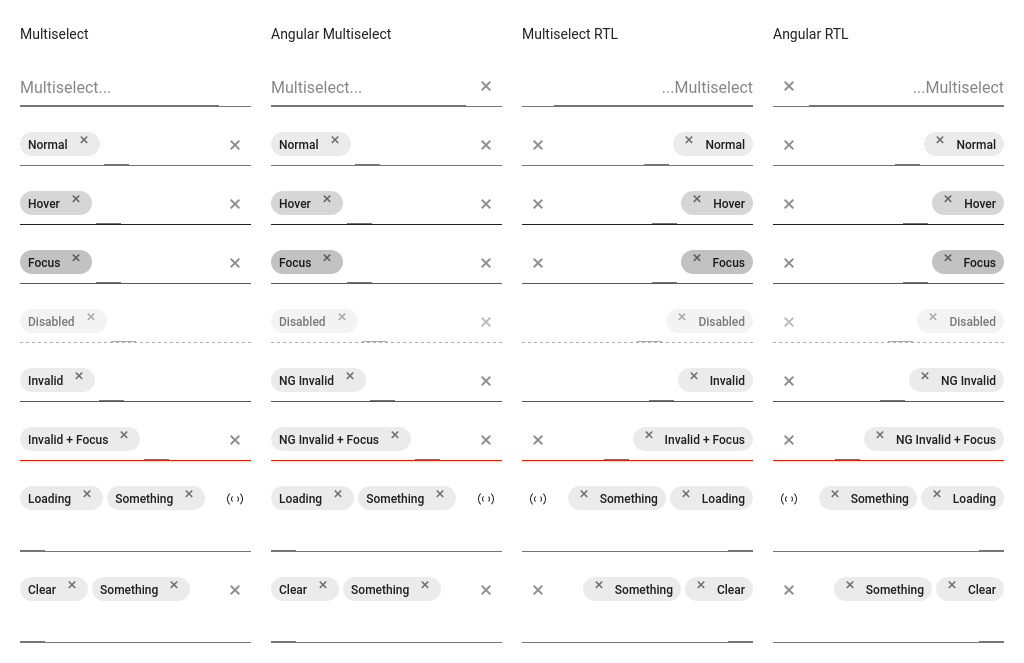 Multiselect Angular Multiselect Multiselect RTL Angular RTL
Multiselect... Multiselect... ...Multiselect ...Multiselect
Normal Normal Normal Normal
Hover Hover Hover Hover
Focus Focus Focus Focus
Disabled Disabled Disabled Disabled
Invalid NG Invalid Invalid NG Invalid
Invalid + Focus NG Invalid + Focus Invalid + Focus NG Invalid + Focus
Loading Something Loading Something Something Loading Something Loading
Clear Something Clear Something Something Clear Something Clear